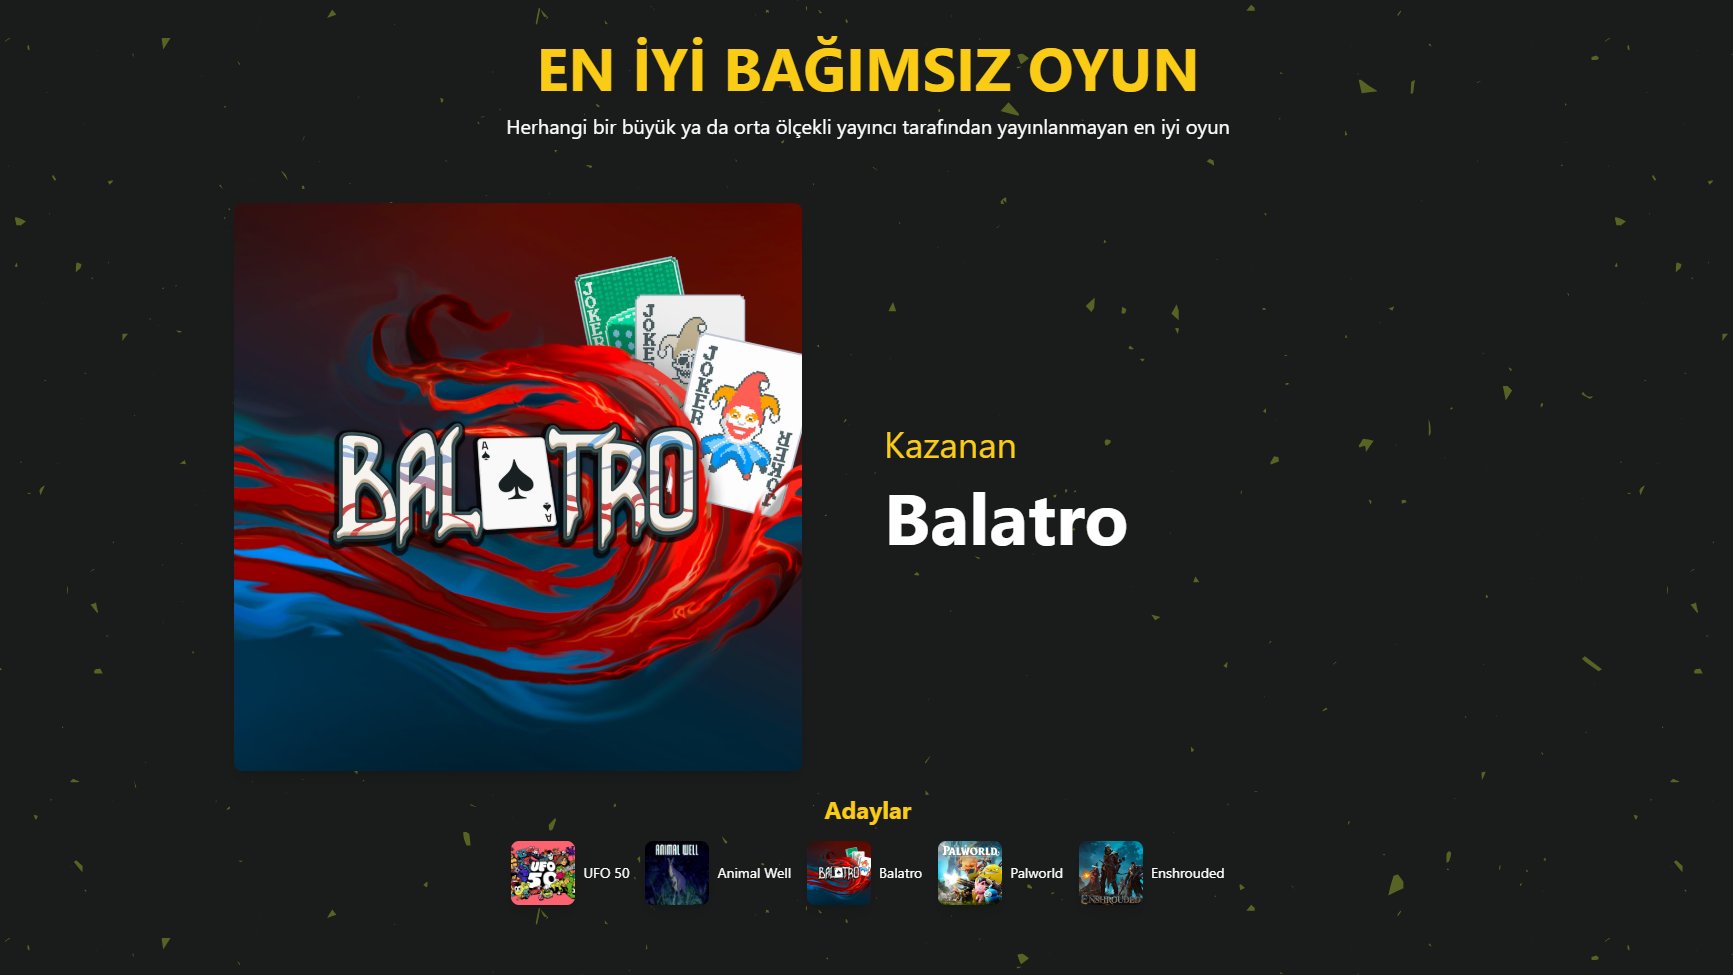 EN İYİ BAĞIMSIZ OYUN
Herhangi bir büyük ya da orta ölçekli yayıncı tarafından yayınlanmayan en iyi oyun
JOKER
JOKER
JOKER
JOKER
BALATRO
A
A
Kazanan
Balatro
Adaylar
UFO 50
UFO 50
ANIMAL WELL
Animal Well
BALATRO
Balatro
PALWORLD
Palworld
ENSHROUDED
Enshrouded